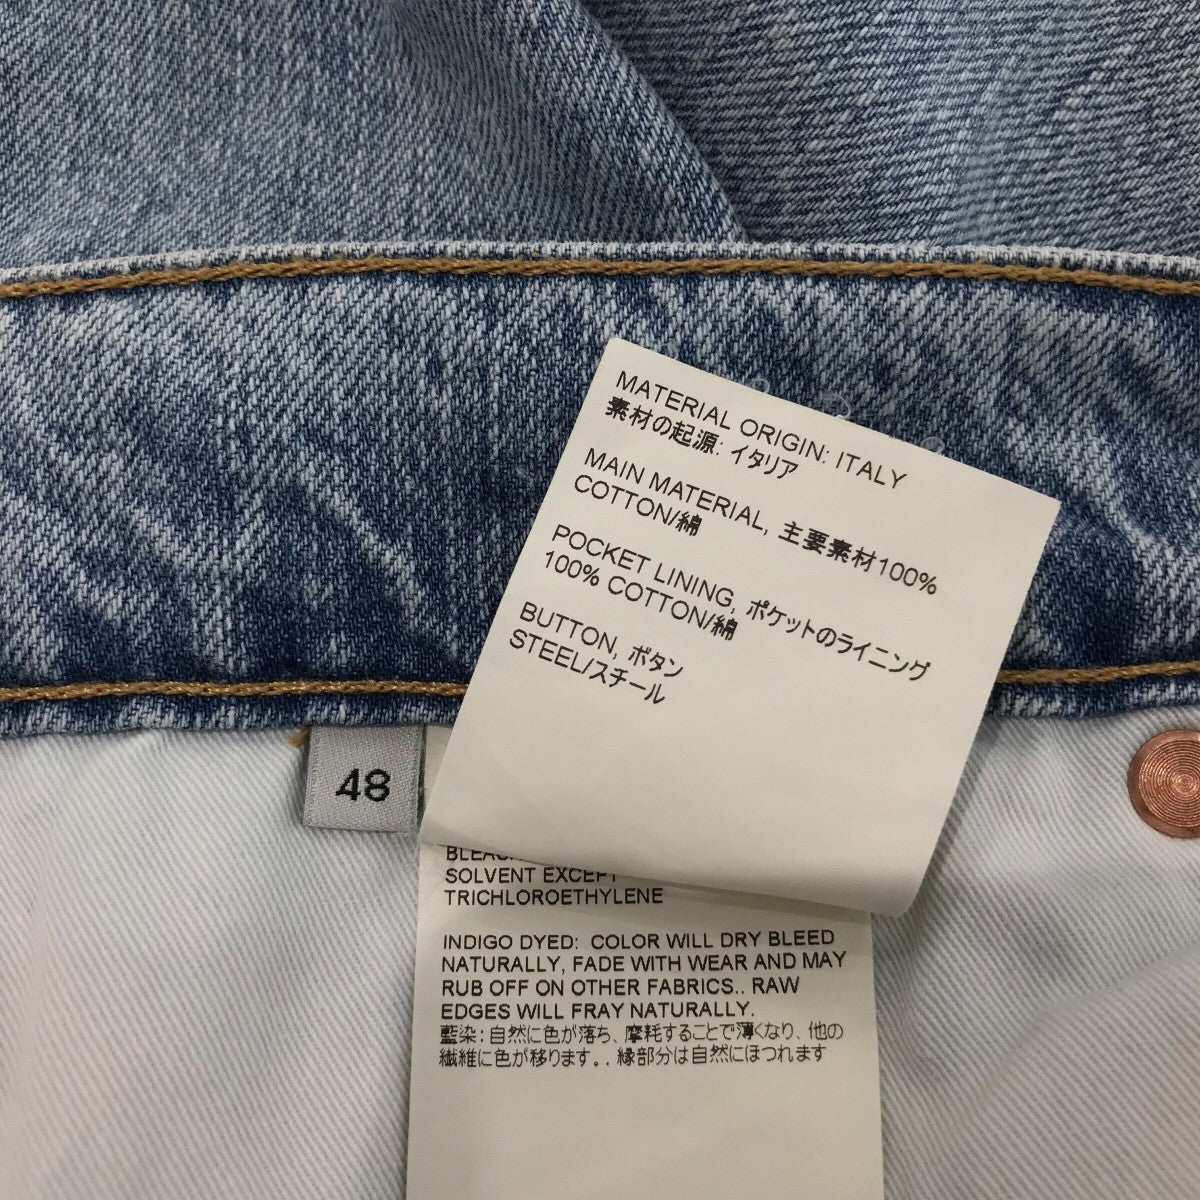 MATERIAL ORIGIN: ITALY
素材の起源: イタリア
MAIN MATERIAL, 主要素材100%
COTTON/綿
POCKET LINING, ポケットのライニング
100% COTTON/綿
BUTTON, ボタン
STEEL/スチール
48
SOLVENT EXCEPT
TRICHLOROETHYLENE
INDIGO DYED: COLOR WILL DRY BLEED
NATURALLY, FADE WITH WEAR AND MAY
RUB OFF ON OTHER FABRICS.. RAW
EDGES WILL FRAY NATURALLY.
藍染：自然に色が落ち、摩耗することで薄くなり、他の
繊維に色が移ります。. 縁部分は自然にほつれます